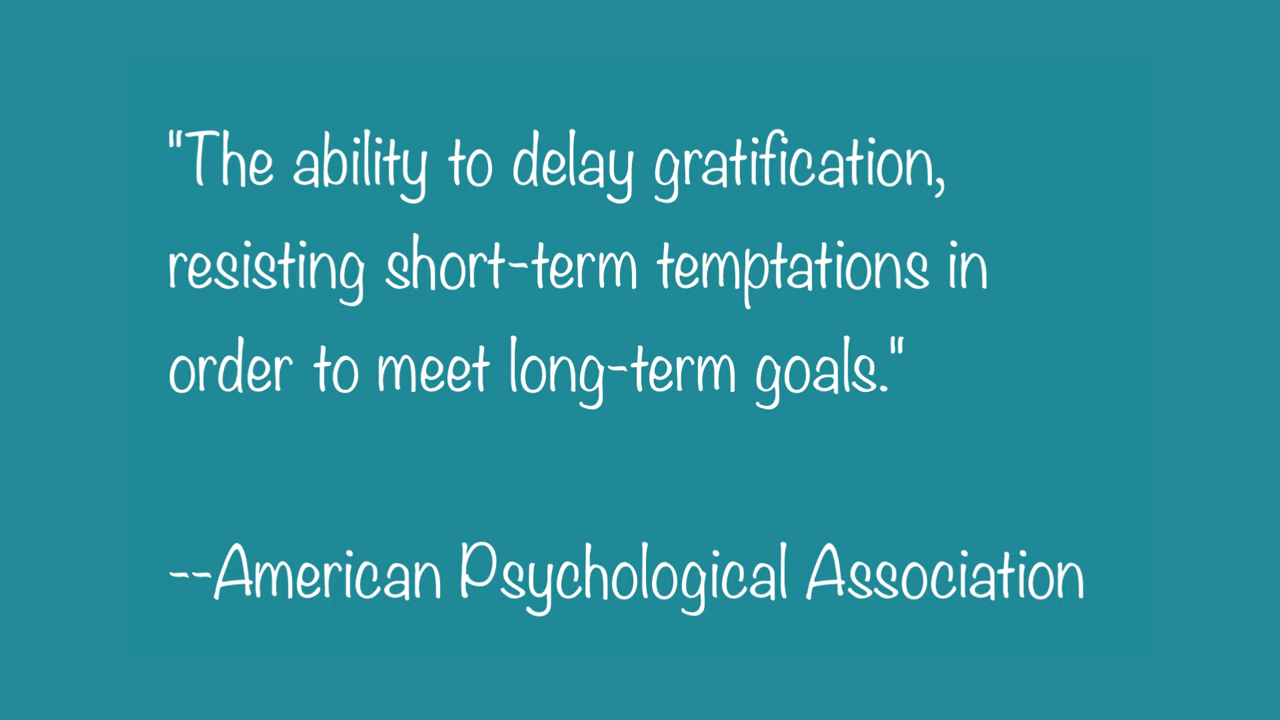 "The ability to delay gratification,
resisting short-term temptations in
order to meet long-term goals."
--American Psychological Association